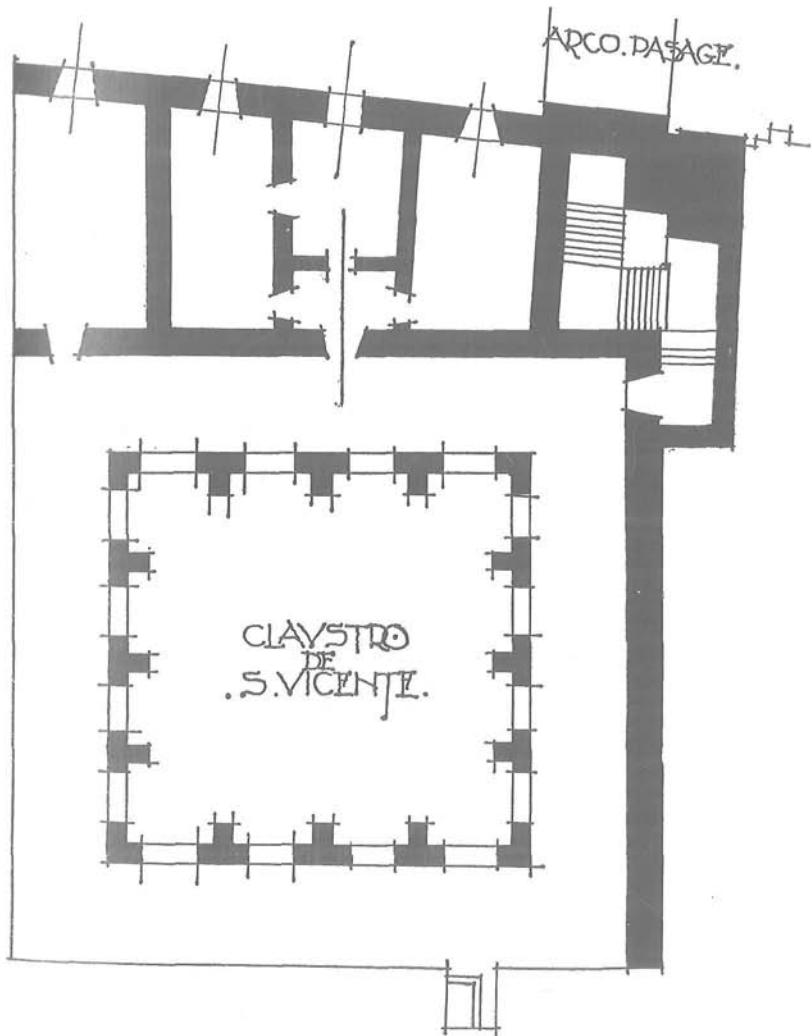 ARCO. PASAGE.
CLAVSTRO
DE
. S. VICENTE.